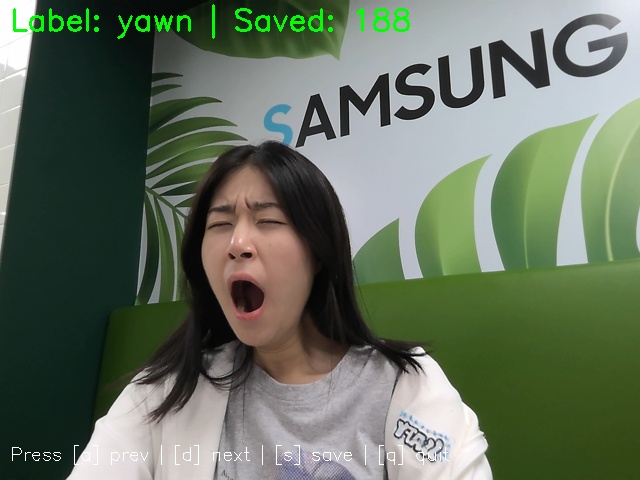 Label: yawn | Saved: 188
SAMSUNG
Press [a] prev | [d] next | [s] save | [q] quit